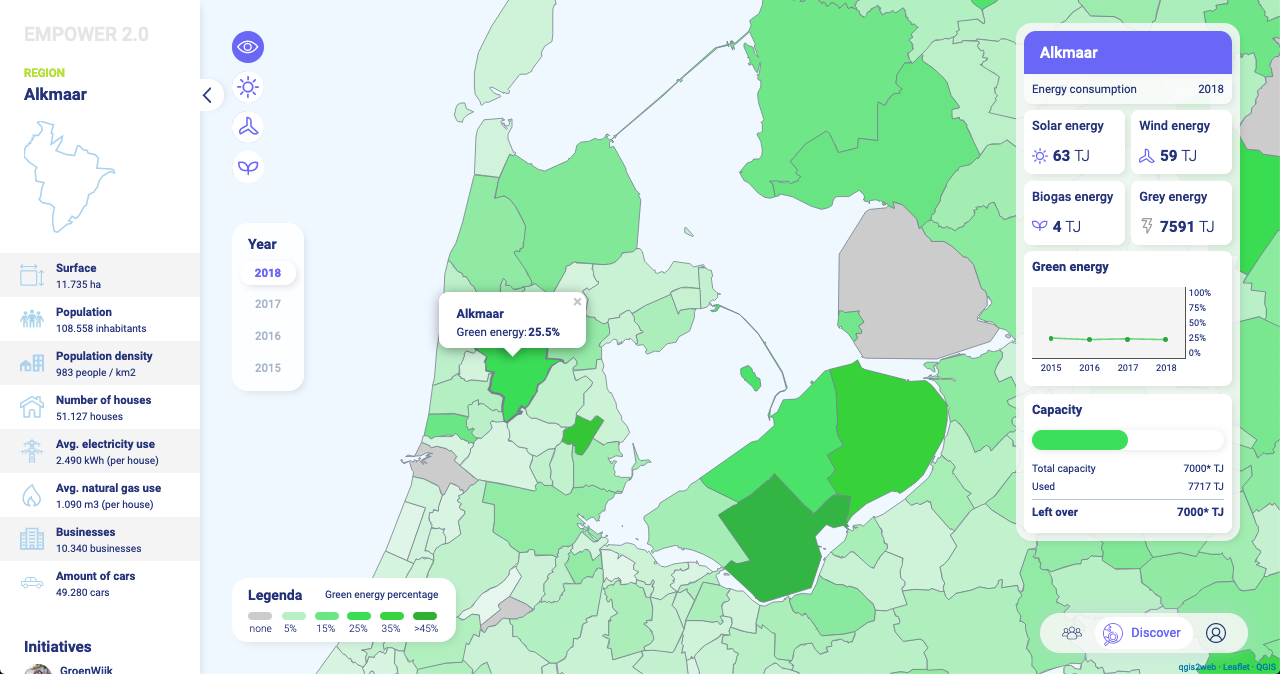 EMPOWER 2.0
REGION
Alkmaar
Surface
11.735 ha
Population
108.558 inhabitants
Population density
983 people / km2
Number of houses
51.127 houses
Avg. electricity use
2.490 kWh (per house)
Avg. natural gas use
1.090 m3 (per house)
Businesses
10.340 businesses
Amount of cars
49.280 cars
Initiatives
GroenWijk
Year
2018
2017
2016
2015
Alkmaar
×
Green energy: 25.5%
Legenda Green energy percentage
none 5% 15% 25% 35% >45%
Alkmaar
Energy consumption 2018
Solar energy Wind energy
63 TJ 59 TJ
Biogas energy Grey energy
4 TJ 7591 TJ
Green energy
100%
75%
50%
25%
0%
2015 2016 2017 2018
Capacity
Total capacity 7000* TJ
Used 7717 TJ
Left over 7000* TJ
Discover
qgis2web · Leaflet · QGIS